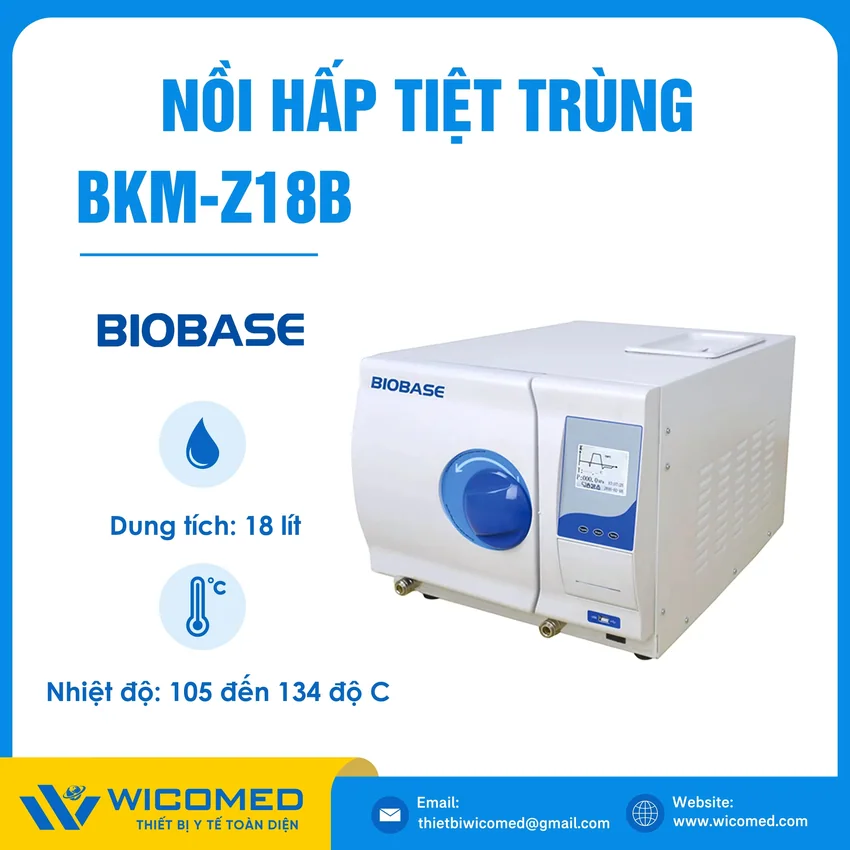 NỒI HẤP TIỆT TRÙNG
BKM-Z18B
BIOBASE
BIOBASE
Dung tích: 18 lít
°C
Nhiệt độ: 105 đến 134 độ C
WICOMED
THIẾT BỊ Y TẾ TOÀN DIỆN
Email:
thietbiwicomed@gmail.com
Website:
www.wicomed.com